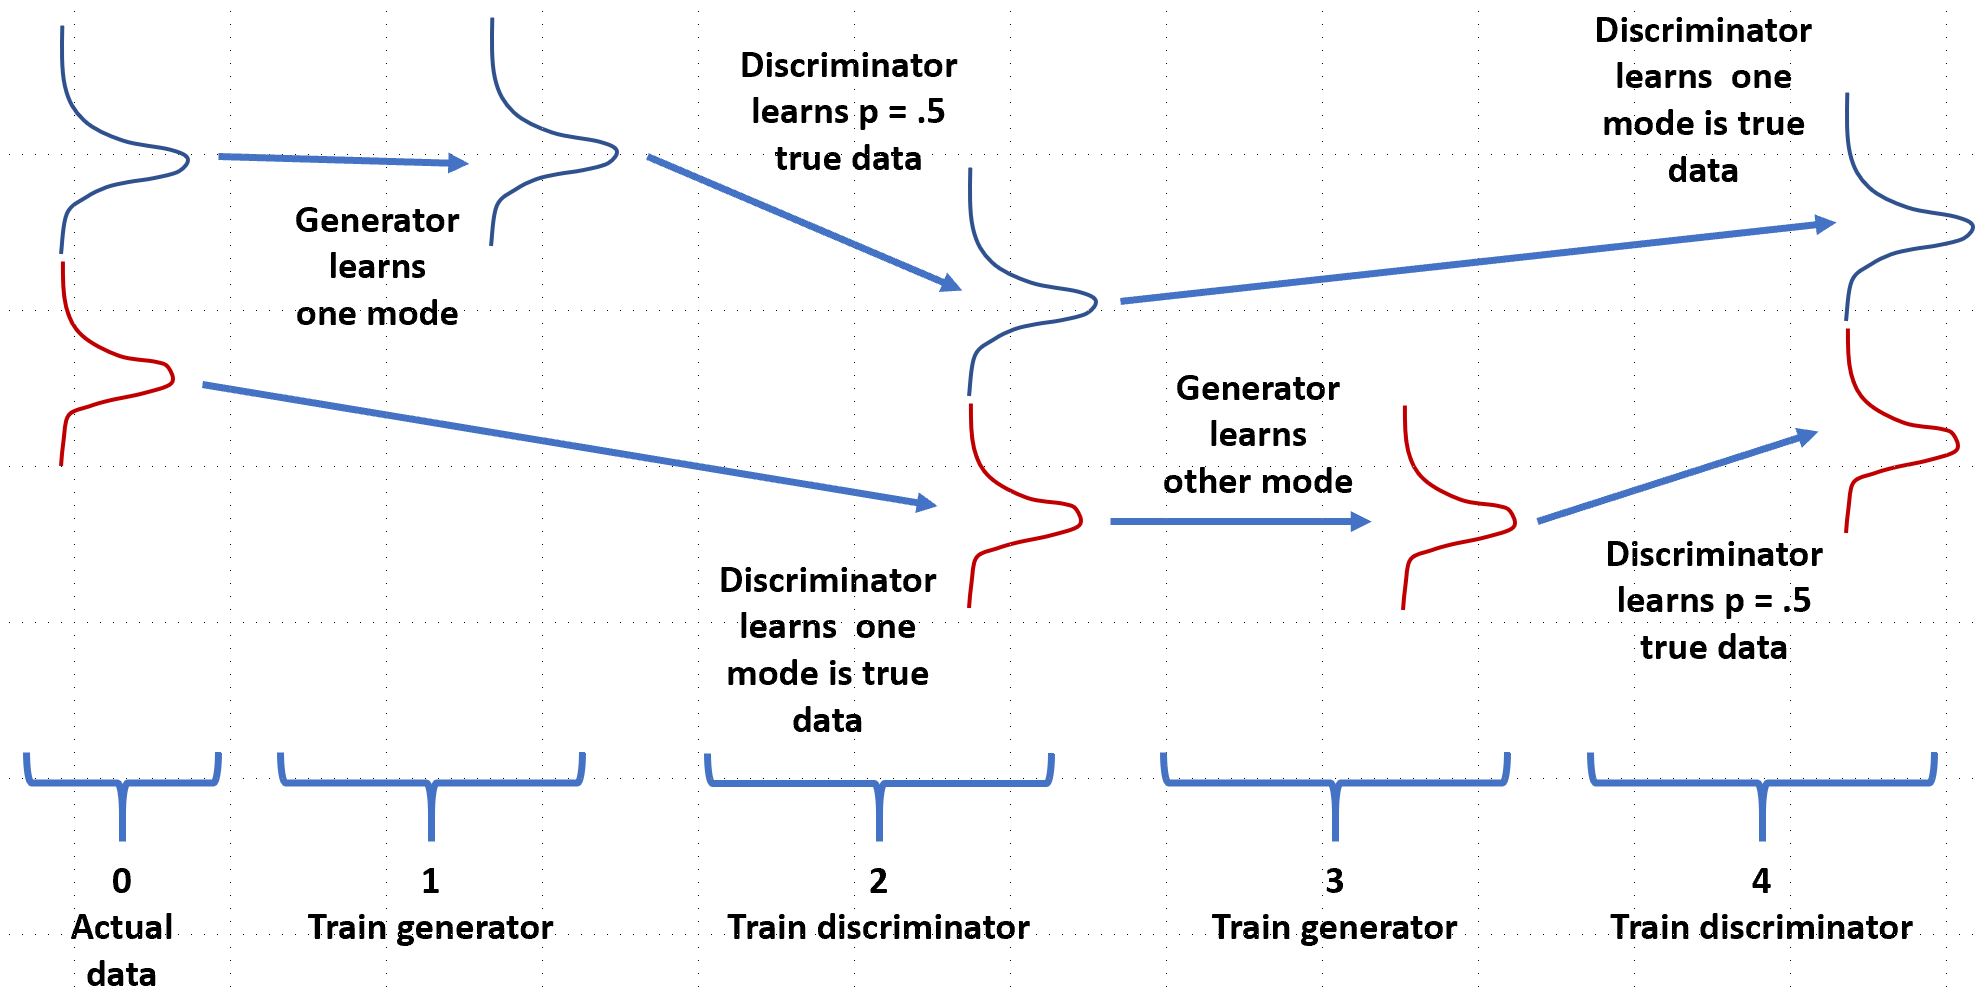 Discriminator
learns p = .5
true data
Discriminator
learns  one
mode is true
data
Generator
learns
one mode
Generator
learns
other mode
Discriminator
learns  one
mode is true
data
Discriminator
learns p = .5
true data
0
Actual
data
1
Train generator
2
Train discriminator
3
Train generator
4
Train discriminator